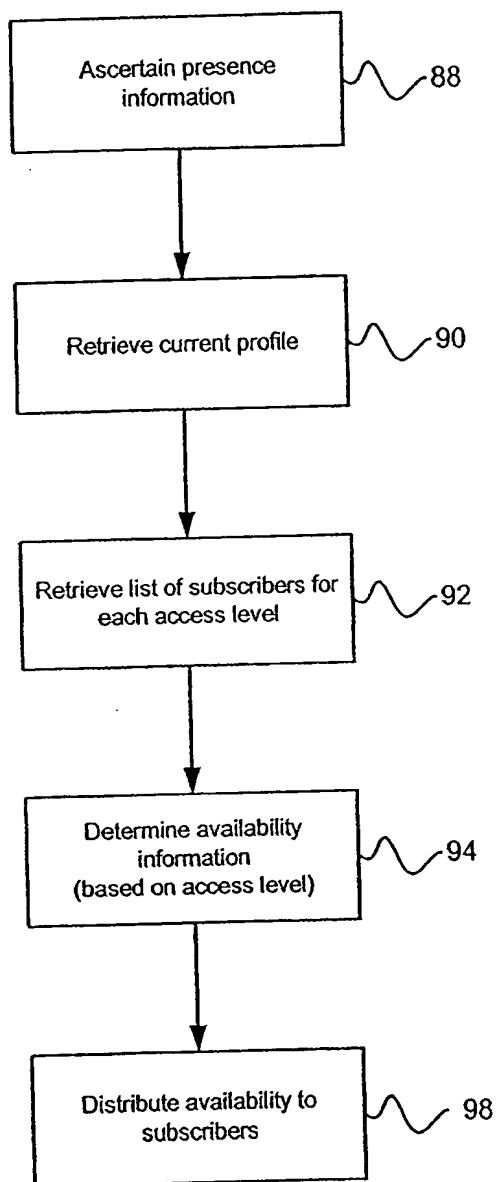 Ascertain presence
information
88
Retrieve current profile
90
Retrieve list of subscribers for
each access level
92
Determine availability
information
(based on access level)
94
Distribute availability to
subscribers
98